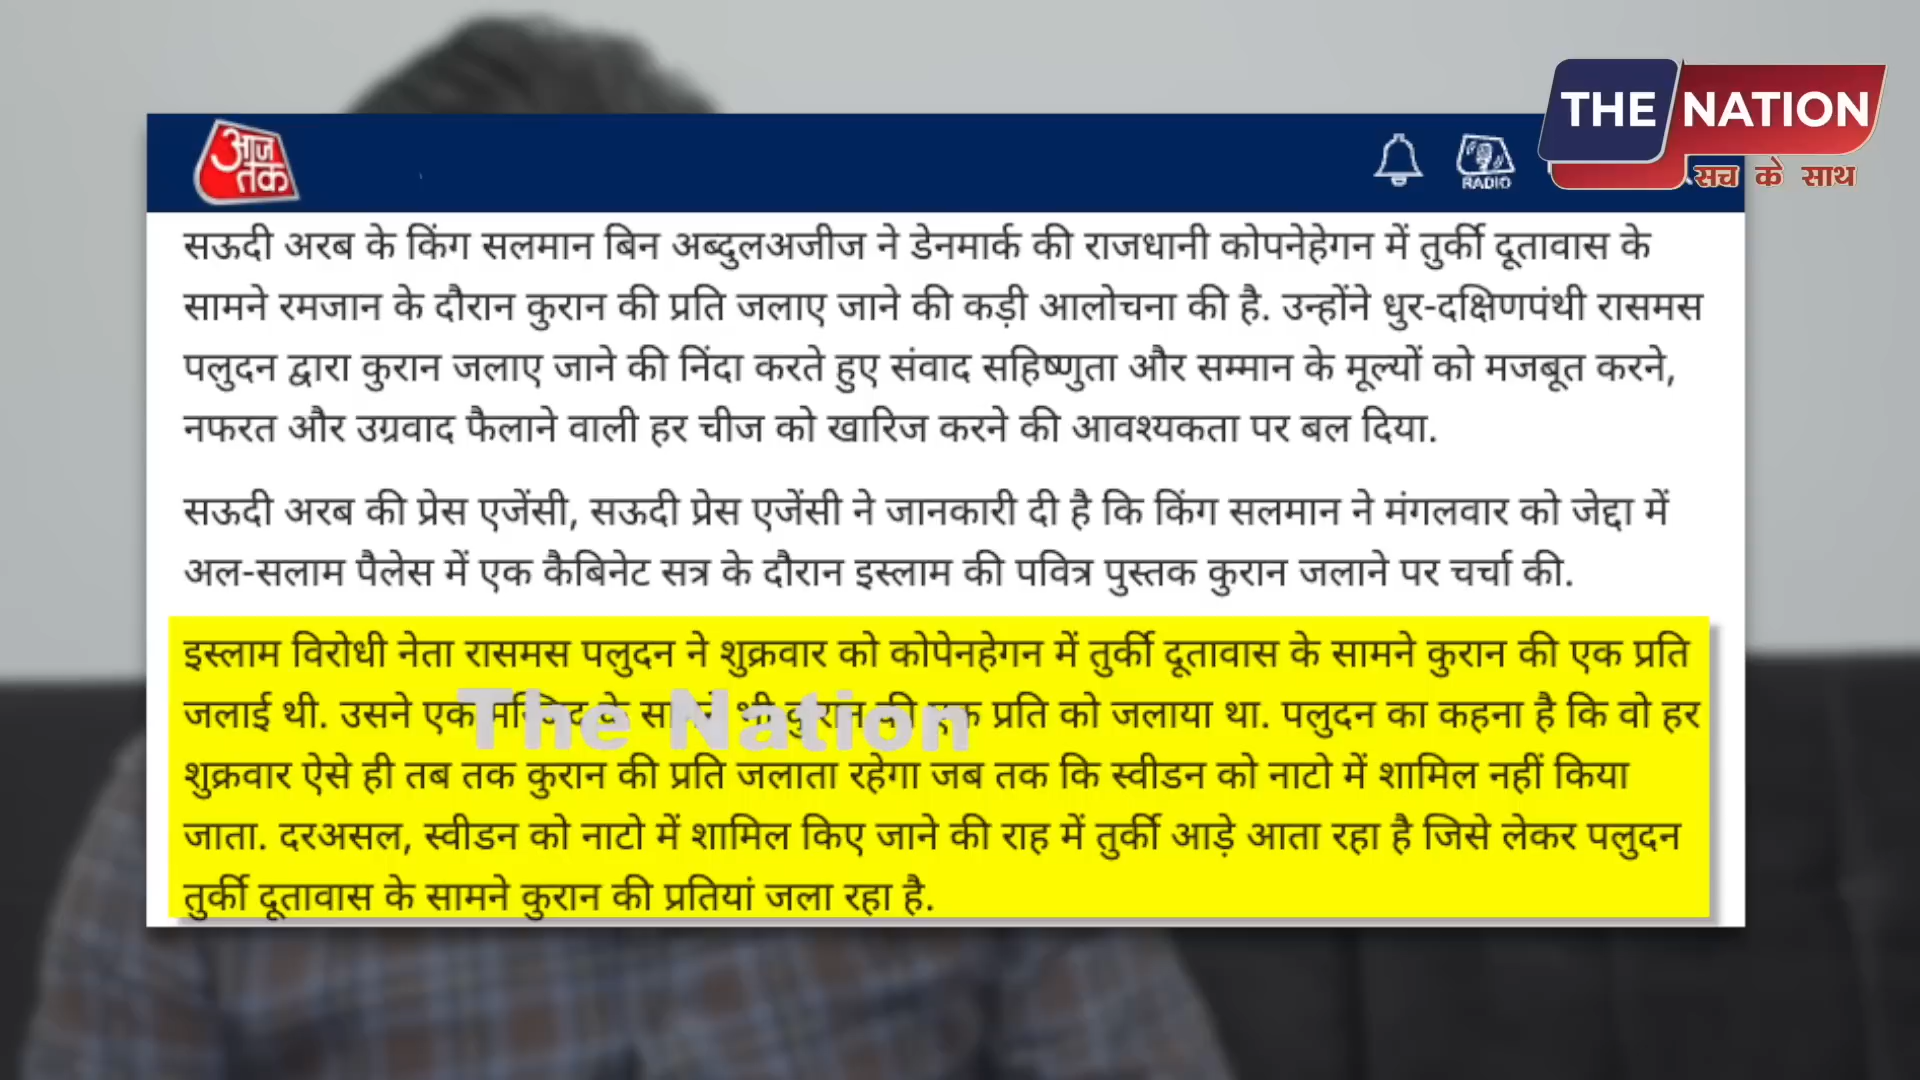 THE NATION
सच के साथ
आज तक
RADIO
सऊदी अरब के किंग सलमान बिन अब्दुलअजीज ने डेनमार्क की राजधानी कोपनेहेगन में तुर्की दूतावास के
सामने रमजान के दौरान कुरान की प्रति जलाए जाने की कड़ी आलोचना की है. उन्होंने धुर-दक्षिणपंथी रासमस
पलुदन द्वारा कुरान जलाए जाने की निंदा करते हुए संवाद सहिष्णुता और सम्मान के मूल्यों को मजबूत करने,
नफरत और उग्रवाद फैलाने वाली हर चीज को खारिज करने की आवश्यकता पर बल दिया.
सऊदी अरब की प्रेस एजेंसी, सऊदी प्रेस एजेंसी ने जानकारी दी है कि किंग सलमान ने मंगलवार को जेद्दा में
अल-सलाम पैलेस में एक कैबिनेट सत्र के दौरान इस्लाम की पवित्र पुस्तक कुरान जलाने पर चर्चा की.
इस्लाम विरोधी नेता रासमस पलुदन ने शुक्रवार को कोपेनहेगन में तुर्की दूतावास के सामने कुरान की एक प्रति
जलाई थी. उसने एक मस्जिद के सामने भी कुरान की एक प्रति को जलाया था. पलुदन का कहना है कि वो हर
The Nation
शुक्रवार ऐसे ही तब तक कुरान की प्रति जलाता रहेगा जब तक कि स्वीडन को नाटो में शामिल नहीं किया
जाता. दरअसल, स्वीडन को नाटो में शामिल किए जाने की राह में तुर्की आड़े आता रहा है जिसे लेकर पलुदन
तुर्की दूतावास के सामने कुरान की प्रतियां जला रहा है.